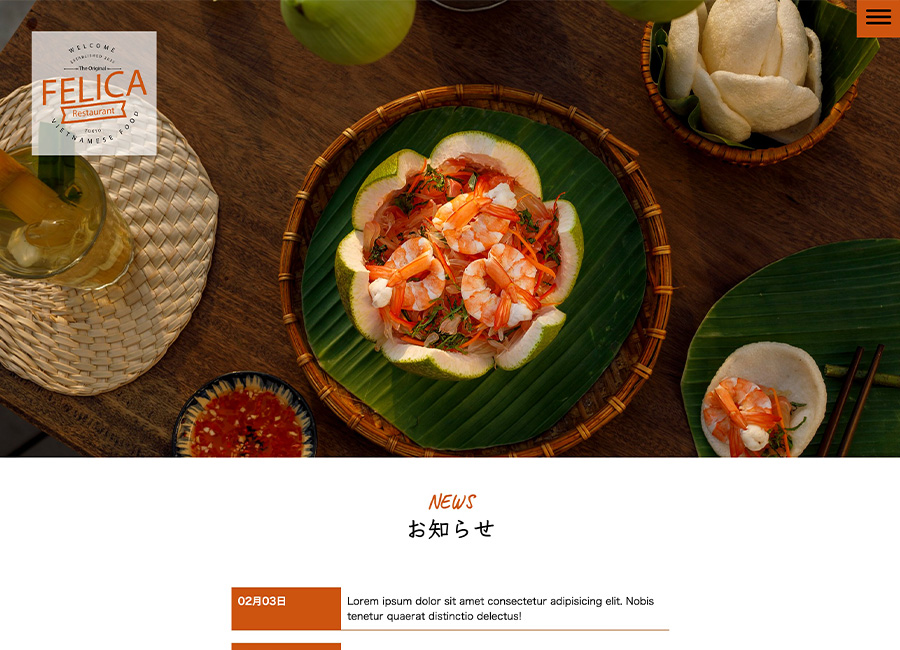 WELCOME
ESTABLISHED 2021
The Original
FELICA
Restaurant
TOKYO
VIETNAMESE FOOD
NEWS
お知らせ
02月03日
Lorem ipsum dolor sit amet consectetur adipisicing elit. Nobis
tenetur quaerat distinctio delectus!